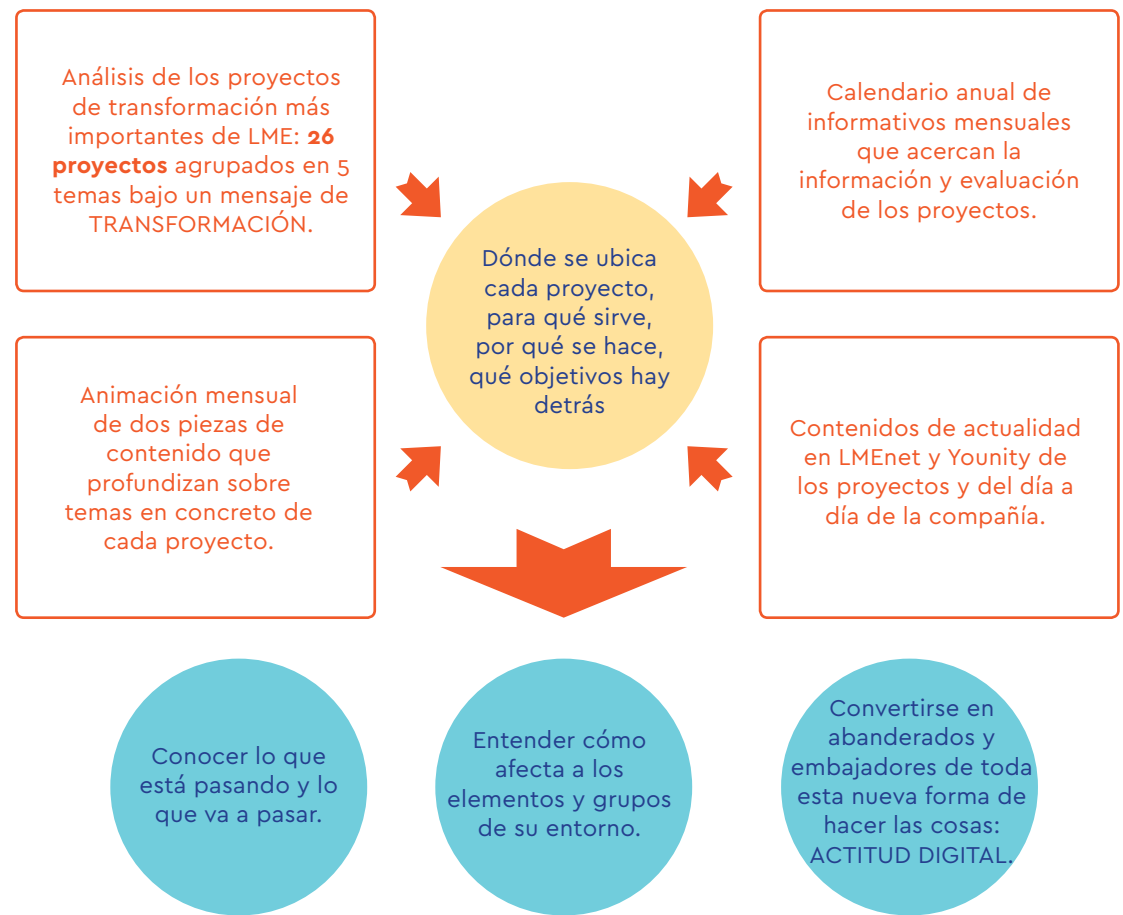 Análisis de los proyectos
de transformación más
importantes de LME: 26
proyectos agrupados en 5
temas bajo un mensaje de
TRANSFORMACIÓN.
Calendario anual de
informativos mensuales
que acercan la
información y evaluación
de los proyectos.
Dónde se ubica
cada proyecto,
para qué sirve,
por qué se hace,
qué objetivos hay
detrás
Animación mensual
de dos piezas de
contenido que
profundizan sobre
temas en concreto de
cada proyecto.
Contenidos de actualidad
en LMEnet y Younity de
los proyectos y del día a
día de la compañía.
Conocer lo que
está pasando y lo
que va a pasar.
Entender cómo
afecta a los
elementos y grupos
de su entorno.
Convertirse en
abanderados y
embajadores de toda
esta nueva forma de
hacer las cosas:
ACTITUD DIGITAL.